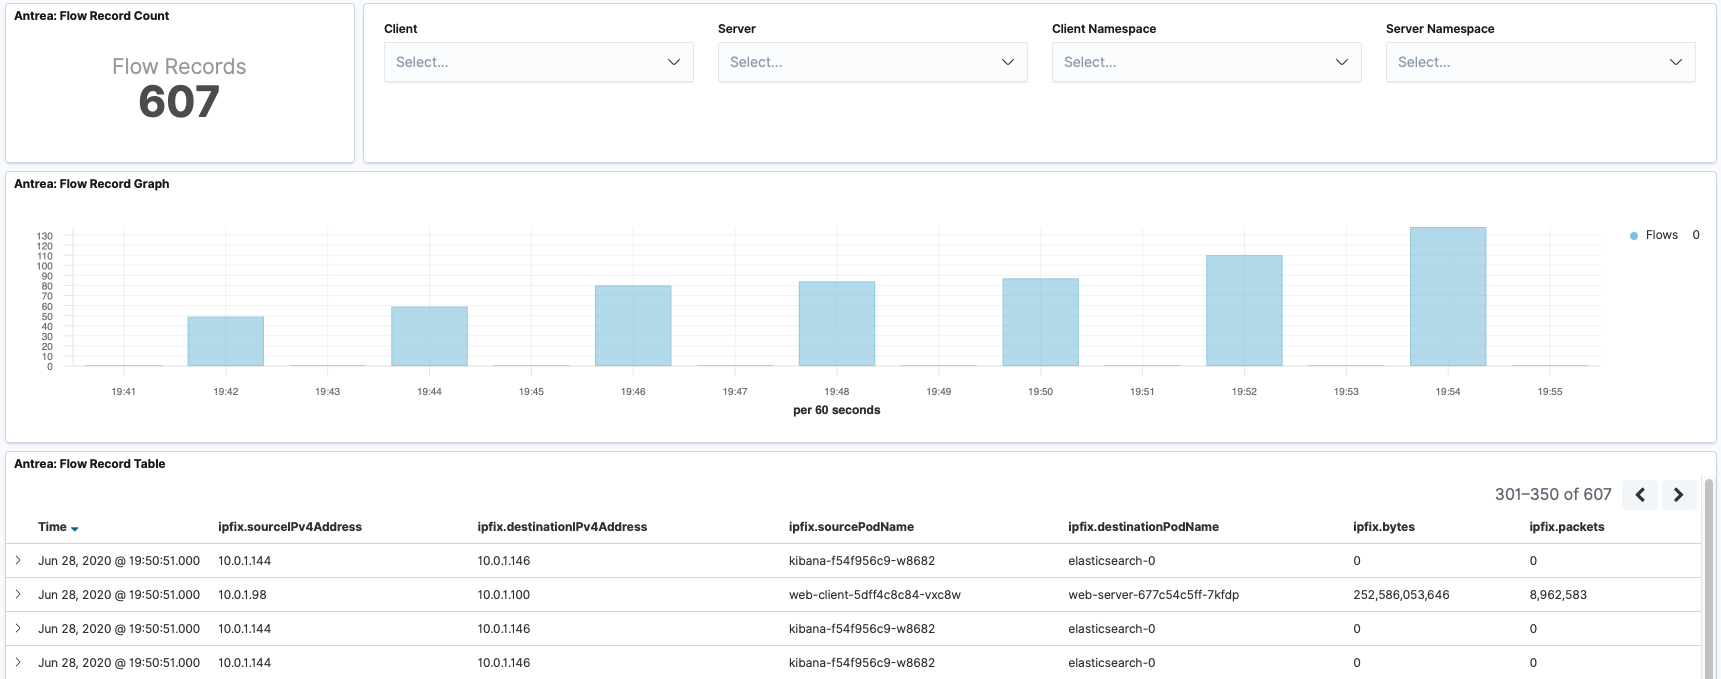 Antrea: Flow Record Count
Flow Records
607
Client
Server
Client Namespace
Server Namespace
Select...
Select...
Select...
Select...
Antrea: Flow Record Graph
130
120
110
100
90
80
70
60
50
40
30
20
10
0
Flows 0
19:41 19:42 19:43 19:44 19:45 19:46 19:47 19:48 19:49 19:50 19:51 19:52 19:53 19:54 19:55
per 60 seconds
Antrea: Flow Record Table
301–350 of 607
Time ipfix.sourceIPv4Address ipfix.destinationIPv4Address ipfix.sourcePodName ipfix.destinationPodName ipfix.bytes ipfix.packets
Jun 28, 2020 @ 19:50:51.000 10.0.1.144 10.0.1.146 kibana-f54f956c9-w8682 elasticsearch-0 0 0
Jun 28, 2020 @ 19:50:51.000 10.0.1.98 10.0.1.100 web-client-5dff4c8c84-vxc8w web-server-677c54c5ff-7kfdp 252,586,053,646 8,962,583
Jun 28, 2020 @ 19:50:51.000 10.0.1.144 10.0.1.146 kibana-f54f956c9-w8682 elasticsearch-0 0 0
Jun 28, 2020 @ 19:50:51.000 10.0.1.144 10.0.1.146 kibana-f54f956c9-w8682 elasticsearch-0 0 0